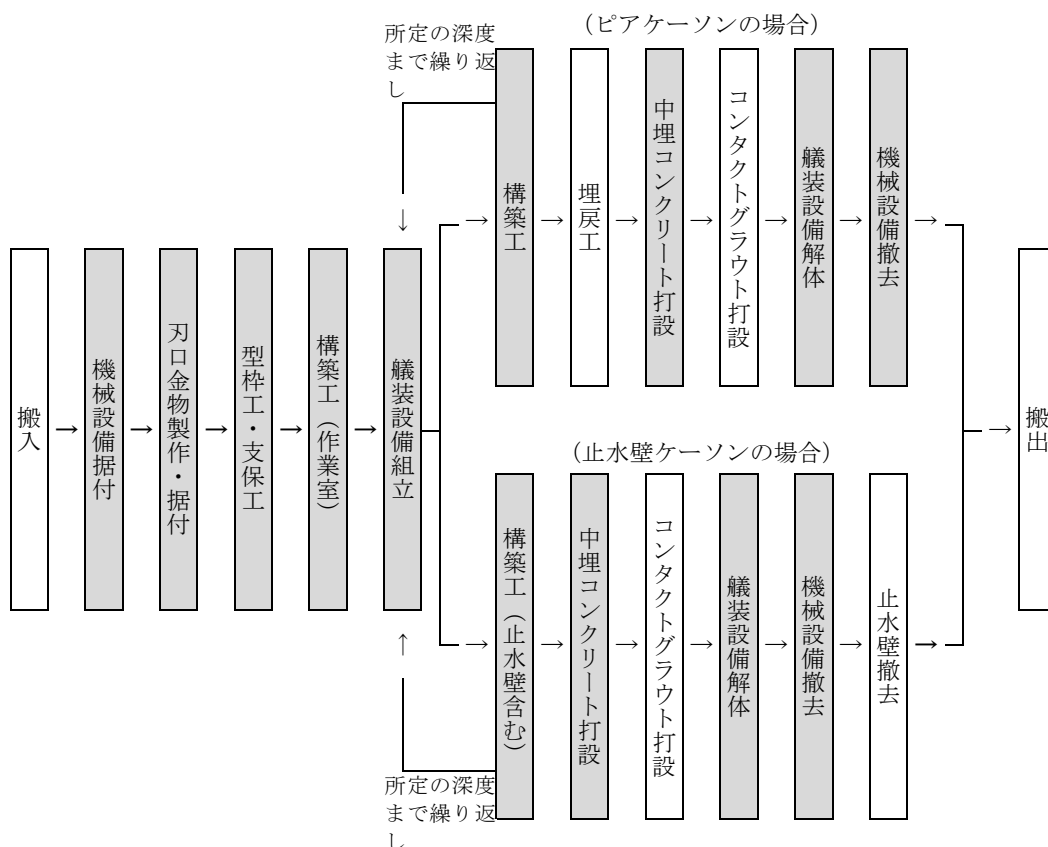 (ピアケーソンの場合)
所定の深度
まで繰り返
し
構築工
埋戻工
中埋コンクリート打設
コンタクトグラウト打設
艤装設備解体
機械設備撤去
搬入
機械設備据付
刃口金物製作・据付
型枠工・支保工
構築工(作業室)
艤装設備組立
搬出
(止水壁ケーソンの場合)
構築工(止水壁含む)
中埋コンクリート打設
コンタクトグラウト打設
艤装設備解体
機械設備撤去
止水壁撤去
所定の深度
まで繰り返
し